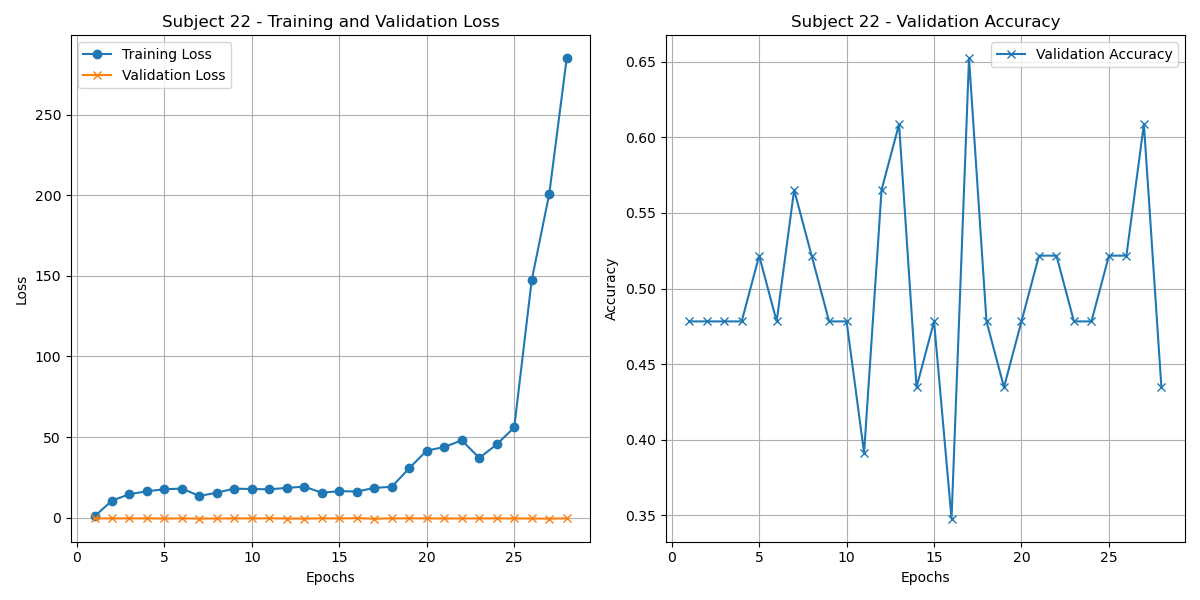 Subject 22 - Training and Validation Loss
Training Loss
Validation Loss
250
200
150
100
50
0
Loss
0 5 10 15 20 25
Epochs
Subject 22 - Validation Accuracy
Validation Accuracy
0.65
0.60
0.55
0.50
0.45
0.40
0.35
Accuracy
0 5 10 15 20 25
Epochs